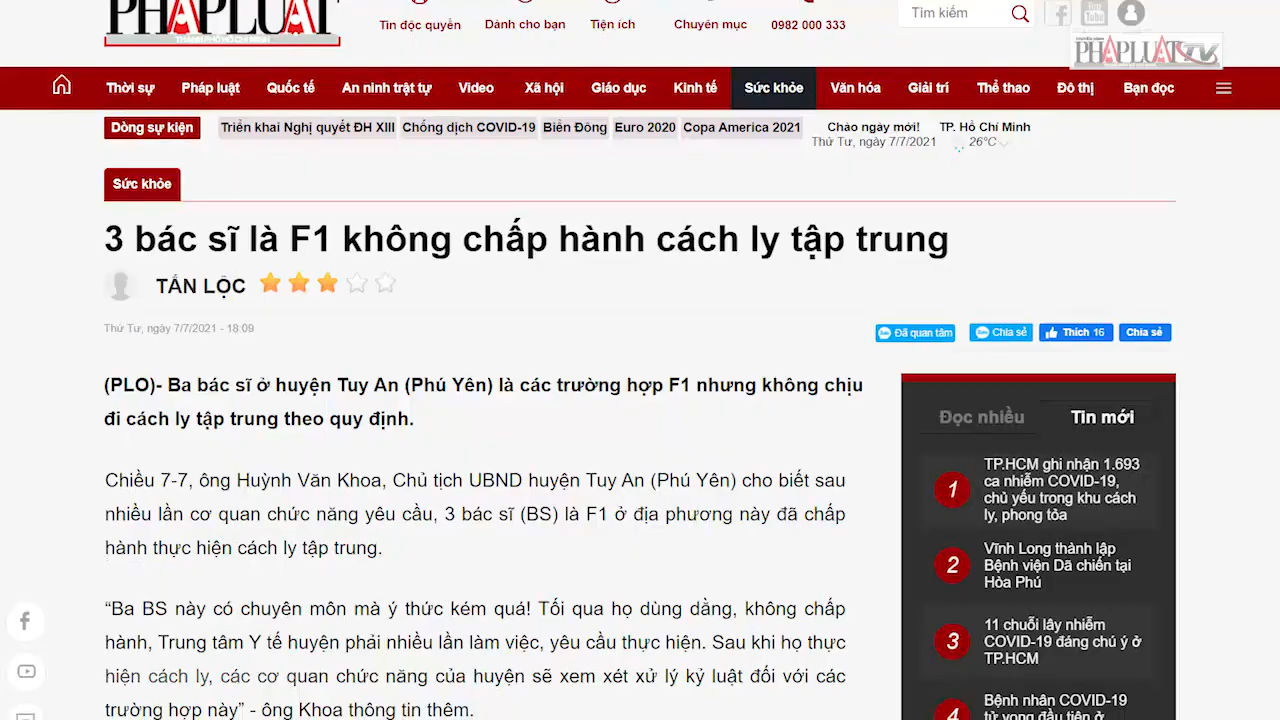 PHÁP LUẬT
THÀNH PHỐ HỒ CHÍ MINH
Tin độc quyền
Dành cho bạn
Tiện ích
Chuyên mục
0982 000 333
Tìm kiếm
You Tube
PHÁP LUẬT TV
Thời sự Pháp luật Quốc tế An ninh trật tự Video Xã hội Giáo dục Kinh tế Sức khỏe Văn hóa Giải trí Thể thao Đô thị Bạn đọc
Dòng sự kiện
Triển khai Nghị quyết ĐH XIII Chống dịch COVID-19 Biển Đông Euro 2020 Copa America 2021
Chào ngày mới!
Thứ Tư, ngày 7/7/2021
TP. Hồ Chí Minh
26°C
Sức khỏe
3 bác sĩ là F1 không chấp hành cách ly tập trung
TẤN LỘC
Thứ Tư, ngày 7/7/2021 - 18:09
Đã quan tâm
Chia sẻ
Thích 16
Chia sẻ
(PLO)- Ba bác sĩ ở huyện Tuy An (Phú Yên) là các trường hợp F1 nhưng không chịu
đi cách ly tập trung theo quy định.
Chiều 7-7, ông Huỳnh Văn Khoa, Chủ tịch UBND huyện Tuy An (Phú Yên) cho biết sau
nhiều lần cơ quan chức năng yêu cầu, 3 bác sĩ (BS) là F1 ở địa phương này đã chấp
hành thực hiện cách ly tập trung.
“Ba BS này có chuyên môn mà ý thức kém quá! Tối qua họ dùng dằng, không chấp
hành, Trung tâm Y tế huyện phải nhiều lần làm việc, yêu cầu thực hiện. Sau khi họ thực
hiện cách ly, các cơ quan chức năng của huyện sẽ xem xét xử lý kỷ luật đối với các
trường hợp này” - ông Khoa thông tin thêm.
Đọc nhiều
Tin mới
1
TP.HCM ghi nhận 1.693
ca nhiễm COVID-19,
chủ yếu trong khu cách
ly, phong tỏa
2
Vĩnh Long thành lập
Bệnh viện Dã chiến tại
Hòa Phú
3
11 chuỗi lây nhiễm
COVID-19 đáng chú ý ở
TP.HCM
4
Bệnh nhân COVID-19
tử vong đầu tiên ở